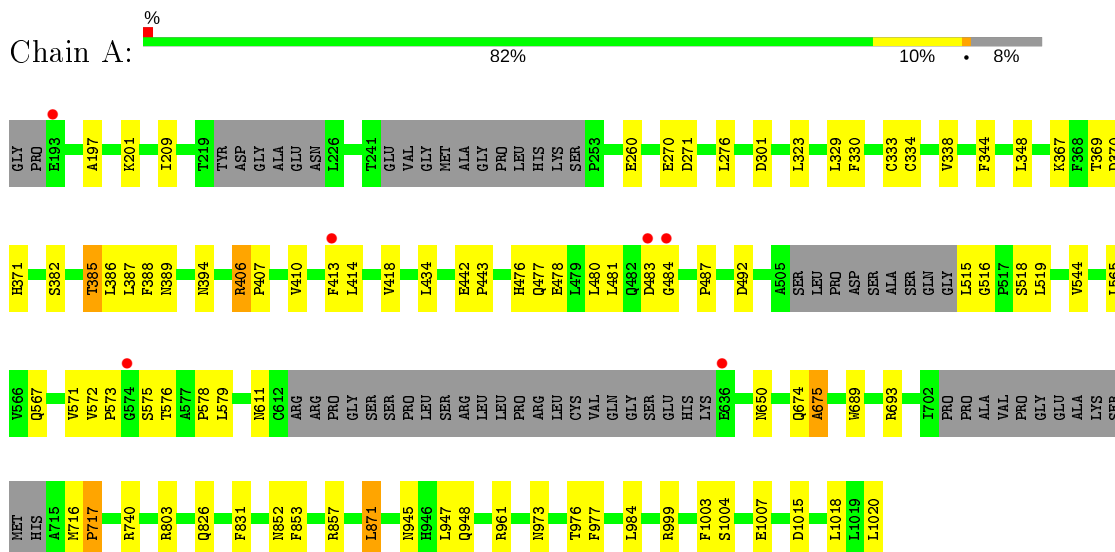 %
Chain A:
82% 10% • 8%
GLY PRO E193 A197 K201 I209 T219 TYR ASP GLY ALA GLU ASN L226 T241 GLU VAL GLY MET ALA GLY PRO LEU HIS LYS SER P253 E260 E270 D271 L276 D301 L323 L329 F330 C333 C334 V338 F344 L348 K367 F368 T369 D370
H371 S382 T385 L386 L387 F388 N389 N394 R406 P407 V410 F413 L414 V418 L434 E442 P443 H476 Q477 E478 L479 L480 L481 Q482 D483 G484 P487 D492 A505 SER LEU PRO ASP SER ALA SER GLN GLY L515 G516 P517 S518 L519 V544 L565
V566 Q567 V571 V572 P573 G574 S575 T576 A577 P578 L579 N611 C612 ARG ARG PRO GLY SER SER PRO LEU SER ARG LEU LEU PRO ARG LEU CYS VAL GLN GLY SER GLU HIS LYS E636 N650 Q674 A675 W689 R693 I702 PRO PRO ALA VAL PRO GLY GLU ALA LYS SER
MET HIS A715 M716 P717 R740 R803 Q826 F831 N852 F853 R857 L871 N945 H946 L947 Q948 R961 N973 T976 F977 L984 R999 F1003 S1004 E1007 D1015 L1018 L1019 L1020